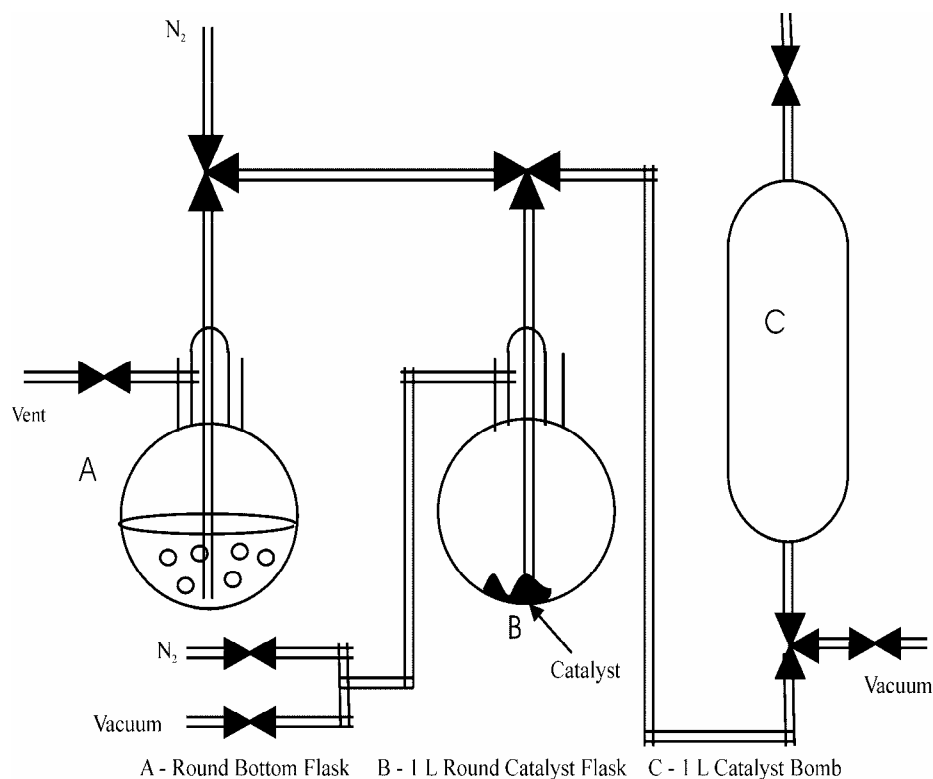 N₂
Vent
A
C
B
Catalyst
N₂
Vacuum
Vacuum
A - Round Bottom Flask B - 1 L Round Catalyst Flask C - 1 L Catalyst Bomb